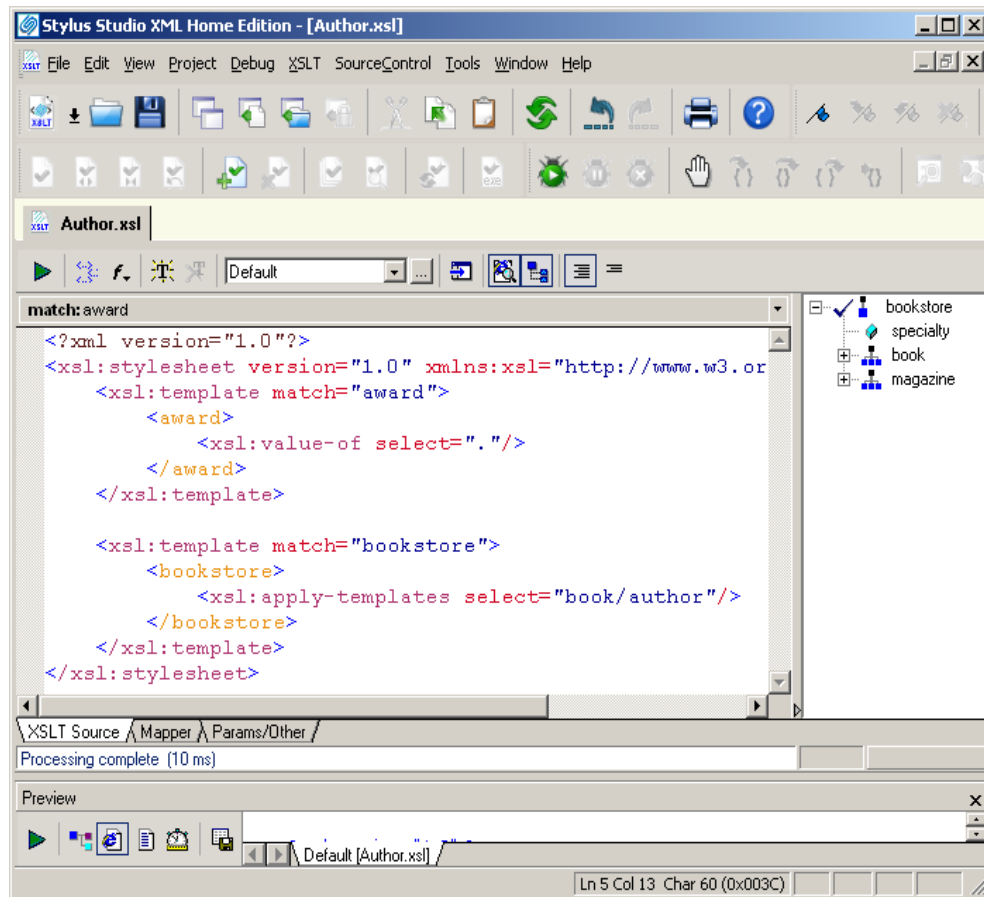 Stylus Studio XML Home Edition - [Author.xsl]
File Edit View Project Debug XSLT SourceControl Tools Window Help
Author.xsl
Default
match: award
<?xml version="1.0"?>
<xsl:stylesheet version="1.0" xmlns:xsl="http://www.w3.or
<xsl:template match="award">
<award>
<xsl:value-of select="."/>
</award>
</xsl:template>
<xsl:template match="bookstore">
<bookstore>
<xsl:apply-templates select="book/author"/>
</bookstore>
</xsl:template>
</xsl:stylesheet>
bookstore
specialty
book
magazine
XSLT Source Mapper Params/Other
Processing complete (10 ms)
Preview
Default [Author.xsl]
Ln 5 Col 13 Char 60 (0x003C)